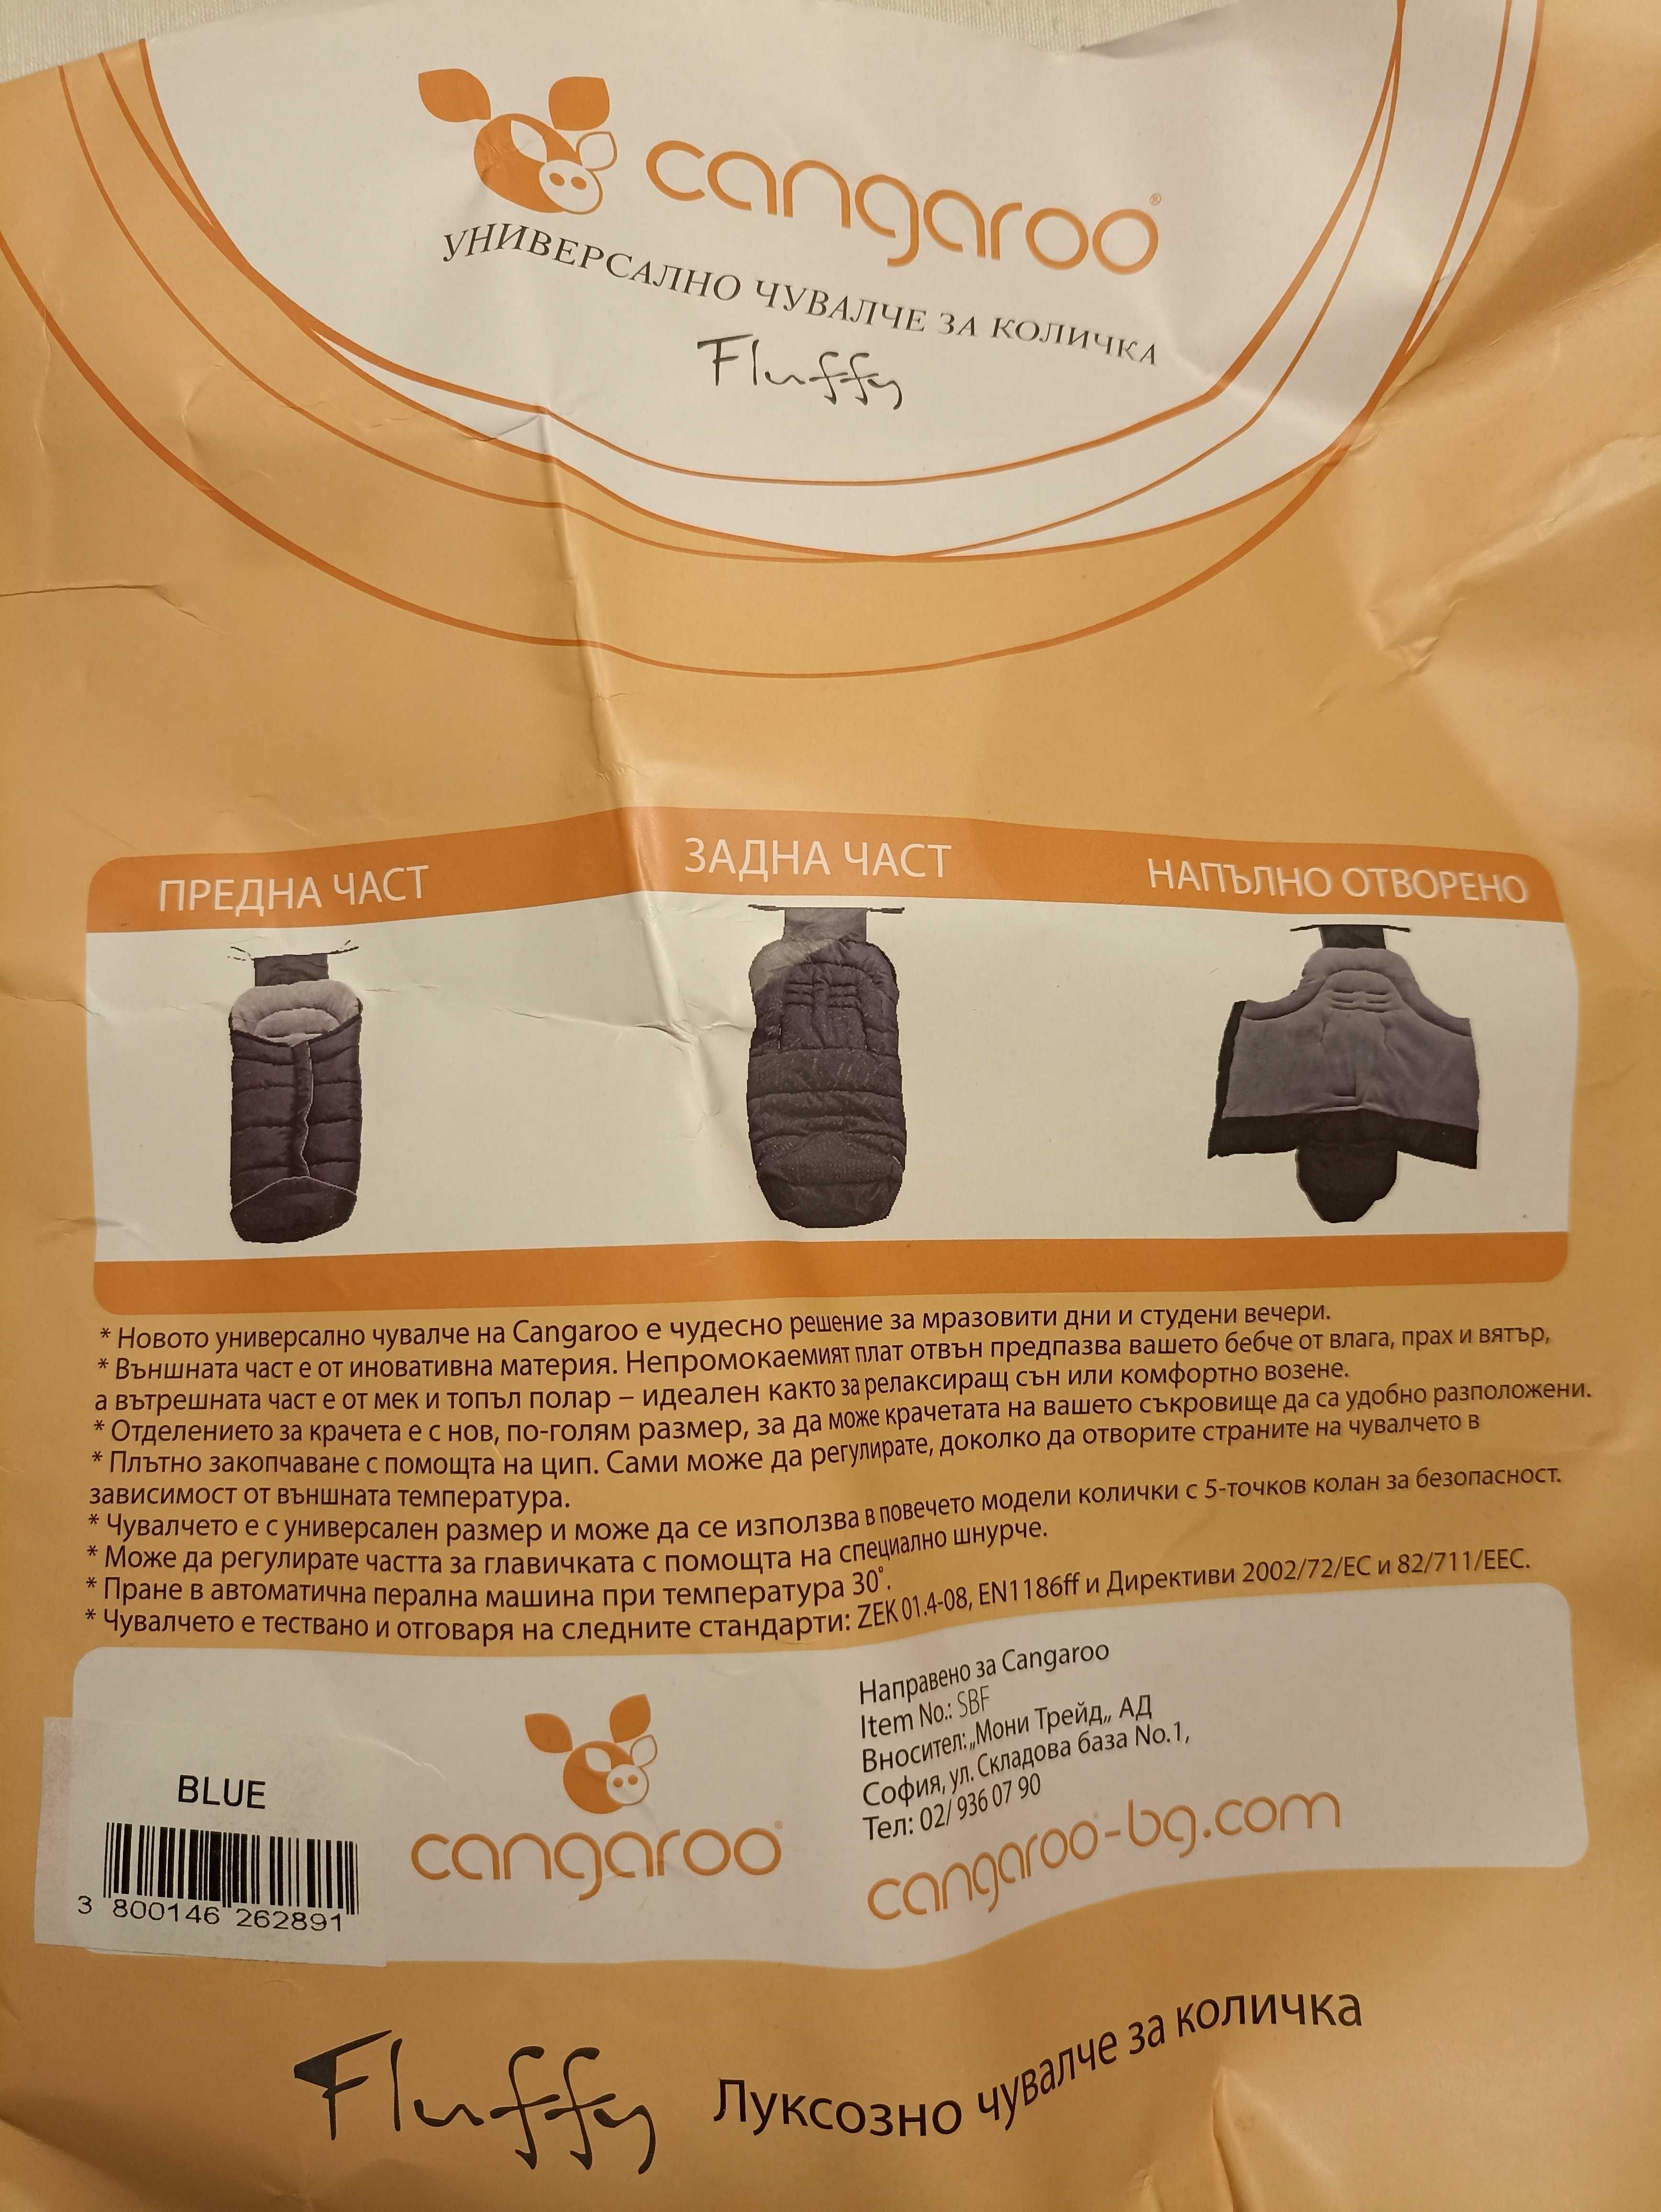 cangaroo®
УНИВЕРСАЛНО ЧУВАЛЧЕ ЗА КОЛИЧКА
Fluffy
ПРЕДНА ЧАСТ
ЗАДНА ЧАСТ
НАПЪЛНО ОТВОРЕНО
* Новото универсално чувалче на Cangaroo е чудесно решение за мразовити дни и студени вечери.
* Външната част е от иновативна материя. Непромокаемият плат отвън предпазва вашето бебче от влага, прах и вятър,
а вътрешната част е от мек и топъл полар – идеален както за релаксиращ сън или комфортно возене.
* Отделението за крачета е с нов, по-голям размер, за да може крачетата на вашето съкровище да са удобно разположени.
* Плътно закопчаване с помощта на цип. Сами може да регулирате, доколко да отворите страните на чувалчето в
зависимост от външната температура.
* Чувалчето е с универсален размер и може да се използва в повечето модели колички с 5-точков колан за безопасност.
* Може да регулирате частта за главичката с помощта на специално шнурче.
* Пране в автоматична перална машина при температура 30°.
* Чувалчето е тествано и отговаря на следните стандарти: ZEK 01.4-08, EN1186ff и Директиви 2002/72/EC и 82/711/EEC.
BLUE
3 800146 262891
cangaroo®
Направено за Cangaroo
Item No.: SBF
Вносител: „Мони Трейд„ АД
София, ул. Складова база No.1,
Тел: 02/ 936 07 90
cangaroo®-bg.com
Fluffy Луксозно чувалче за количка